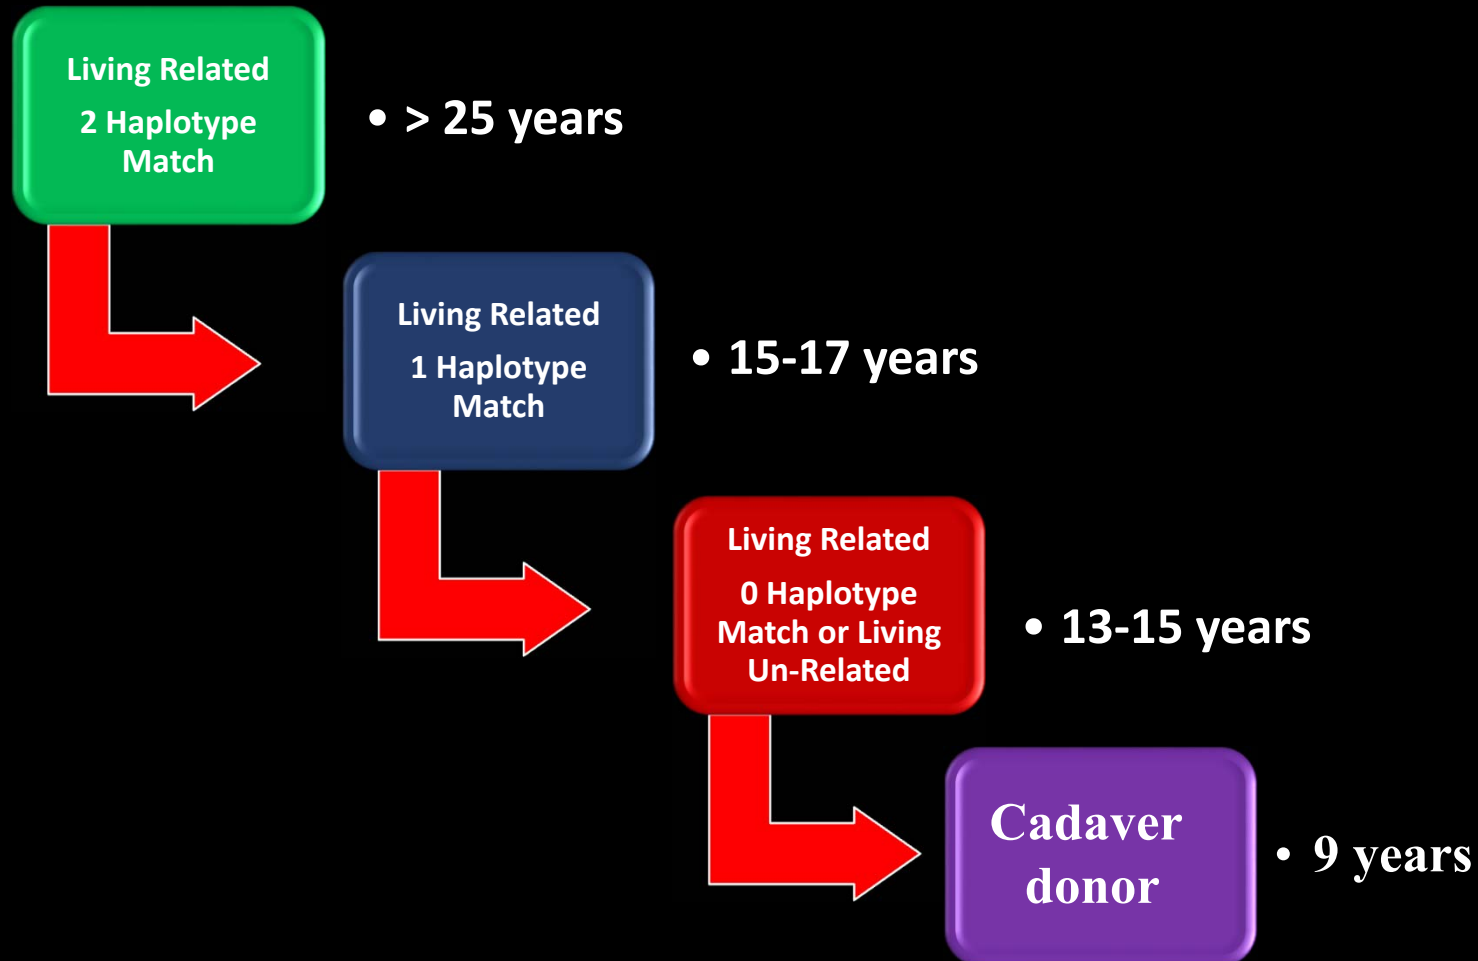 Living Related
2 Haplotype
Match
• > 25 years
Living Related
1 Haplotype
Match
• 15-17 years
Living Related
0 Haplotype
Match or Living
Un-Related
• 13-15 years
Cadaver
donor
• 9 years